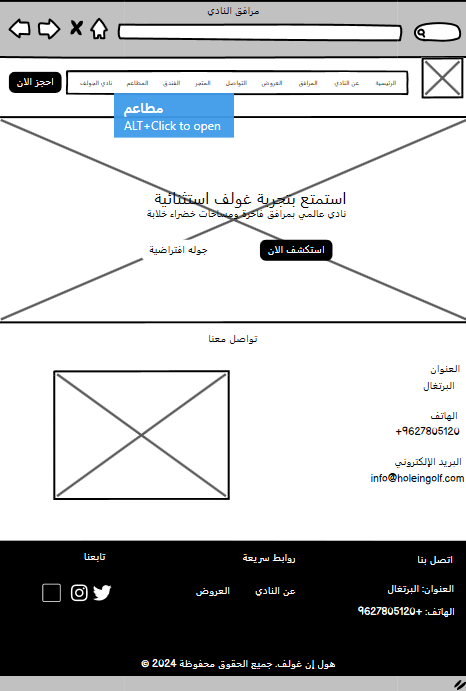 مرافق النادي
الرئيسية عن النادي المرافق العروض التواصل المتجر الفندق المطاعم نادي الجولف
احجز الان
مطاعم
ALT+Click to open
استمتع بتجربة غولف استثنائية
نادي عالمي بمرافق فاخرة ومساحات خضراء خلابة
استكشف الان
جوله افتراضية
تواصل معنا
العنوان
البرتغال
الهاتف
+9627805120
البريد الإلكتروني
info@holeingolf.com
اتصل بنا
العنوان: البرتغال
الهاتف: +9627805120
روابط سريعة
عن النادي
العروض
تابعنا
هول إن غولف. جميع الحقوق محفوظة 2024 ©